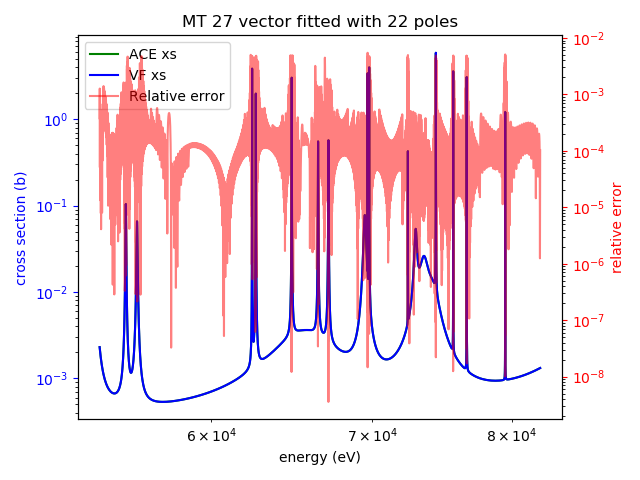 MT 27 vector fitted with 22 poles
ACE xs
VF xs
Relative error
cross section (b)
10⁰
10⁻¹
10⁻²
10⁻³
10⁻²
10⁻³
10⁻⁴
10⁻⁵
10⁻⁶
10⁻⁷
10⁻⁸
relative error
6 × 10⁴ 7 × 10⁴ 8 × 10⁴
energy (eV)